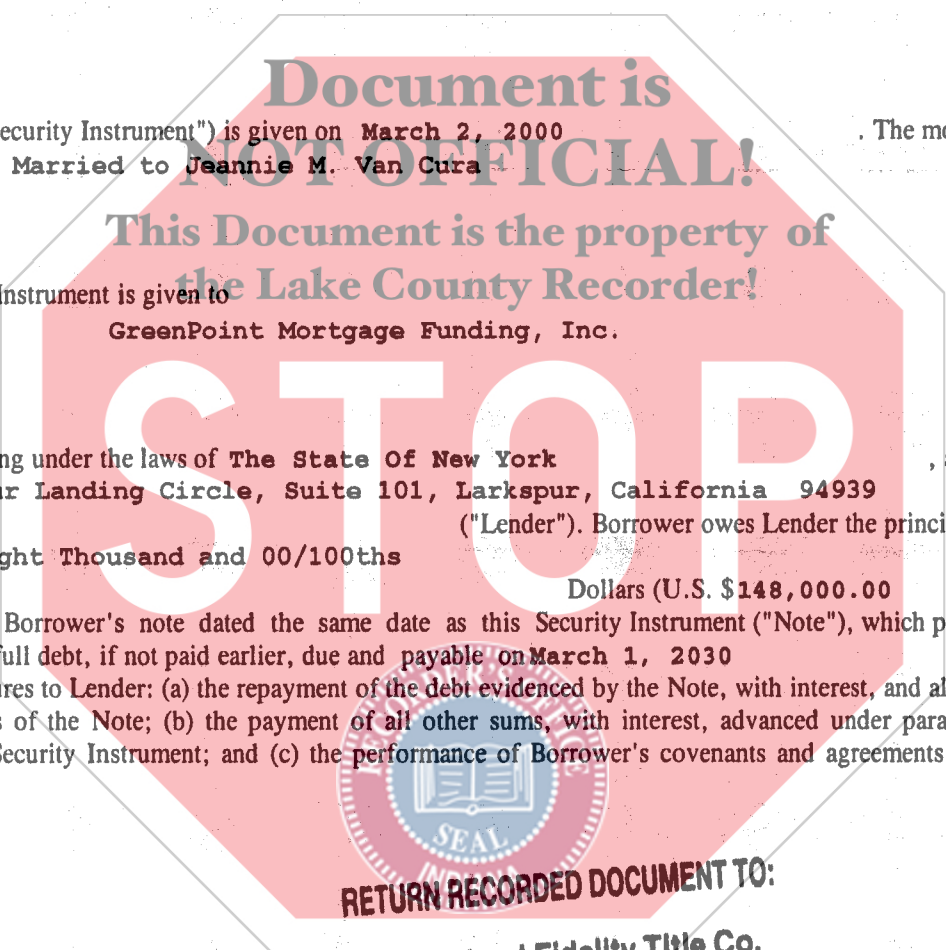 Document is
ecurity Instrument") is given on March 2, 2000 . The mo
NOT OFFICIAL!
Married to Jeannie M. Van Cura
This Document is the property of
the Lake County Recorder!
Instrument is given to
GreenPoint Mortgage Funding, Inc.
STOP
ng under the laws of The State Of New York ,
ur Landing Circle, Suite 101, Larkspur, California 94939
("Lender"). Borrower owes Lender the princi
ght Thousand and 00/100ths
Dollars (U.S. $148,000.00
Borrower's note dated the same date as this Security Instrument ("Note"), which p
full debt, if not paid earlier, due and payable on March 1, 2030
res to Lender: (a) the repayment of the debt evidenced by the Note, with interest, and al
s of the Note; (b) the payment of all other sums, with interest, advanced under para
Security Instrument; and (c) the performance of Borrower's covenants and agreements
SEAL
INDIANA
RETURN RECORDED DOCUMENT TO:
Fidelity Title Co.